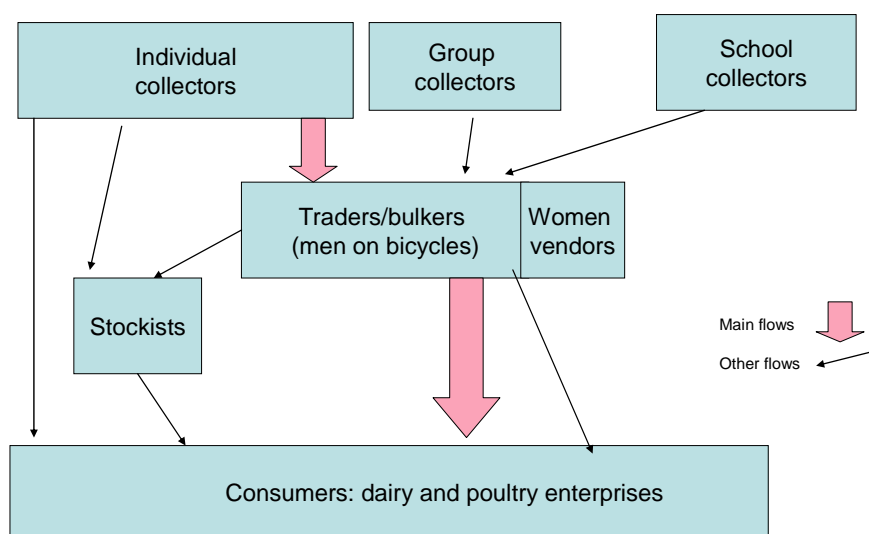 Individual
collectors
Group
collectors
School
collectors
Traders/bulkers
(men on bicycles)
Women
vendors
Stockists
Main flows
Other flows
Consumers: dairy and poultry enterprises